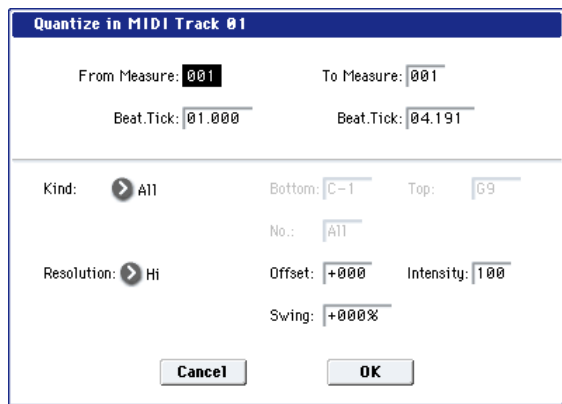 Quantize in MIDI Track 01
From Measure: 001 To Measure: 001
Beat.Tick: 01.000 Beat.Tick: 04.191
Kind: All Bottom: C-1 Top: G9
No.: All
Resolution: Hi Offset: +000 Intensity: 100
Swing: +000%
Cancel OK